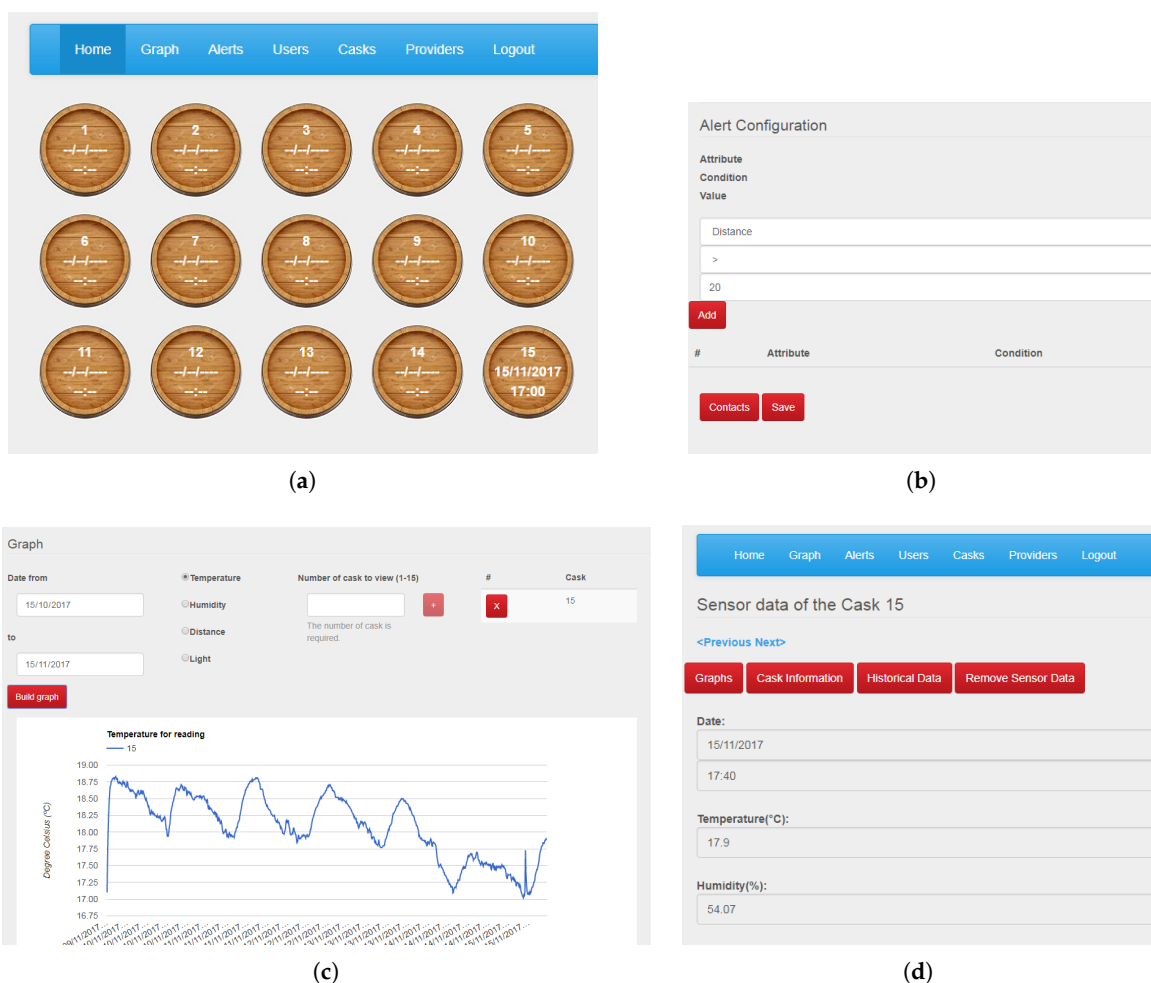 Home Graph Alerts Users Casks Providers Logout
1 2 3 4 5
--/--/---- --/--/---- --/--/---- --/--/---- --/--/----
--:-- --:-- --:-- --:-- --:--
6 7 8 9 10
--/--/---- --/--/---- --/--/---- --/--/---- --/--/----
--:-- --:-- --:-- --:-- --:--
11 12 13 14 15
--/--/---- --/--/---- --/--/---- --/--/---- 15/11/2017
--:-- --:-- --:-- --:-- 17:00
(a)
Alert Configuration
Attribute
Condition
Value
Distance
>
20
Add
# Attribute Condition
Contacts Save
(b)
Graph
Date from
15/10/2017
to
15/11/2017
Build graph
Temperature
Humidity
Distance
Light
Number of cask to view (1-15)
+
The number of cask is
required.
# Cask
X 15
Temperature for reading
15
Degree Celsius (ºC)
19.00
18.75
18.50
18.25
18.00
17.75
17.50
17.25
17.00
16.75
(c)
Home Graph Alerts Users Casks Providers Logout
Sensor data of the Cask 15
<Previous Next>
Graphs Cask Information Historical Data Remove Sensor Data
Date:
15/11/2017
17:40
Temperature(°C):
17.9
Humidity(%):
54.07
(d)